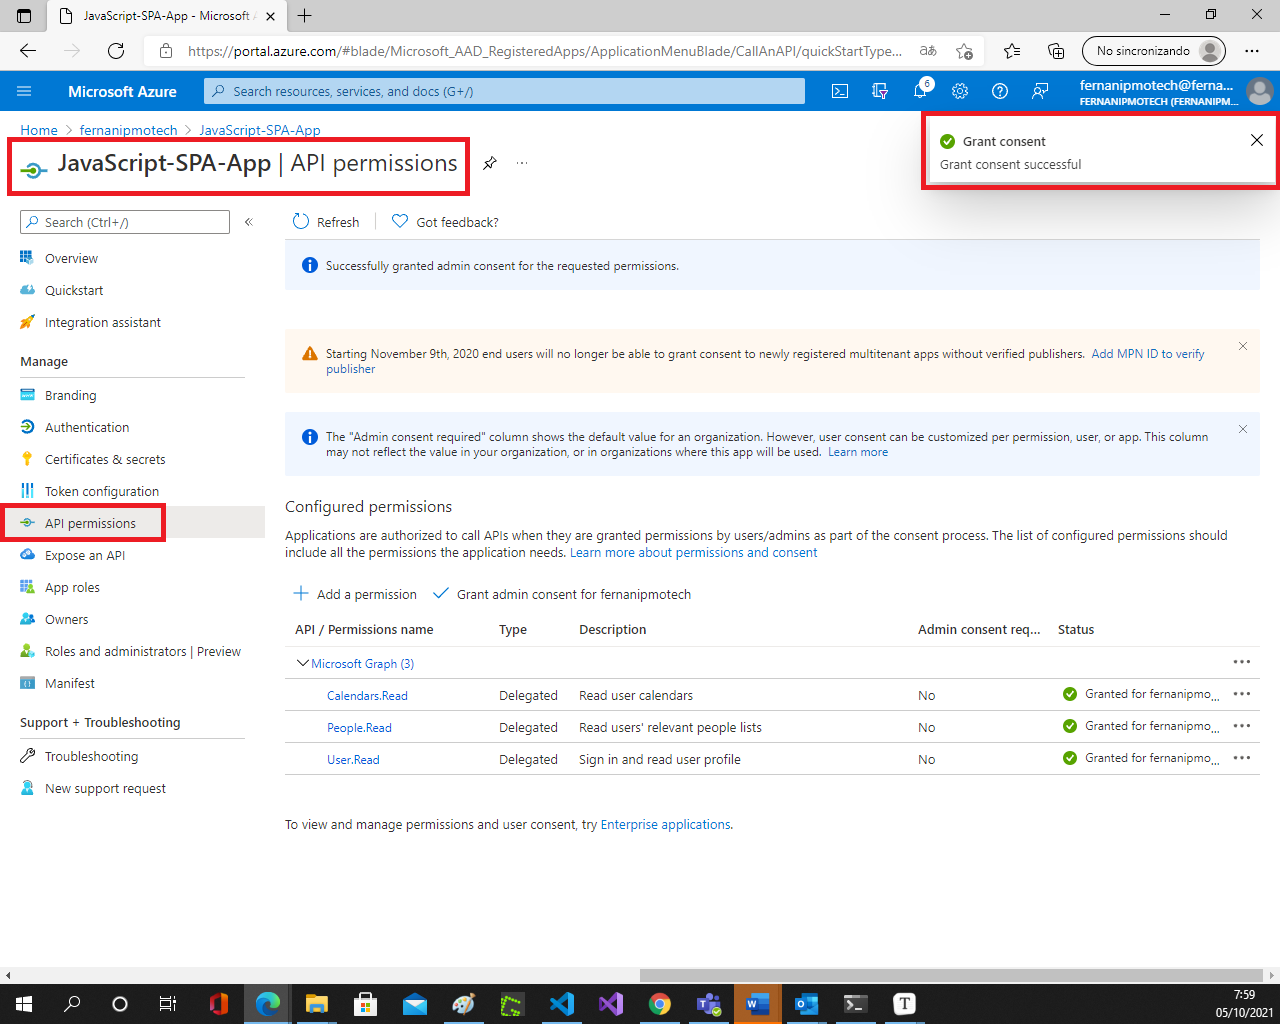 JavaScript-SPA-App - Microsoft A
https://portal.azure.com/#blade/Microsoft_AAD_RegisteredApps/ApplicationMenuBlade/CallAnAPI/quickStartType...
aあ
No sincronizando
Microsoft Azure
Search resources, services, and docs (G+/)
6
fernanipmotech@ferna...
FERNANIPMOTECH (FERNANIPM...
Home > fernanipmotech > JavaScript-SPA-App
JavaScript-SPA-App | API permissions
Grant consent
Grant consent successful
Search (Ctrl+/)
Refresh
Got feedback?
Overview
Quickstart
Integration assistant
Manage
Branding
Authentication
Certificates & secrets
Token configuration
API permissions
Expose an API
App roles
Owners
Roles and administrators | Preview
Manifest
Support + Troubleshooting
Troubleshooting
New support request
Successfully granted admin consent for the requested permissions.
Starting November 9th, 2020 end users will no longer be able to grant consent to newly registered multitenant apps without verified publishers. Add MPN ID to verify
publisher
The "Admin consent required" column shows the default value for an organization. However, user consent can be customized per permission, user, or app. This column
may not reflect the value in your organization, or in organizations where this app will be used. Learn more
Configured permissions
Applications are authorized to call APIs when they are granted permissions by users/admins as part of the consent process. The list of configured permissions should
include all the permissions the application needs. Learn more about permissions and consent
Add a permission
Grant admin consent for fernanipmotech
API / Permissions name Type Description Admin consent req... Status
Microsoft Graph (3)
Calendars.Read Delegated Read user calendars No Granted for fernanipmo...
People.Read Delegated Read users' relevant people lists No Granted for fernanipmo...
User.Read Delegated Sign in and read user profile No Granted for fernanipmo...
To view and manage permissions and user consent, try Enterprise applications.
7:59
05/10/2021